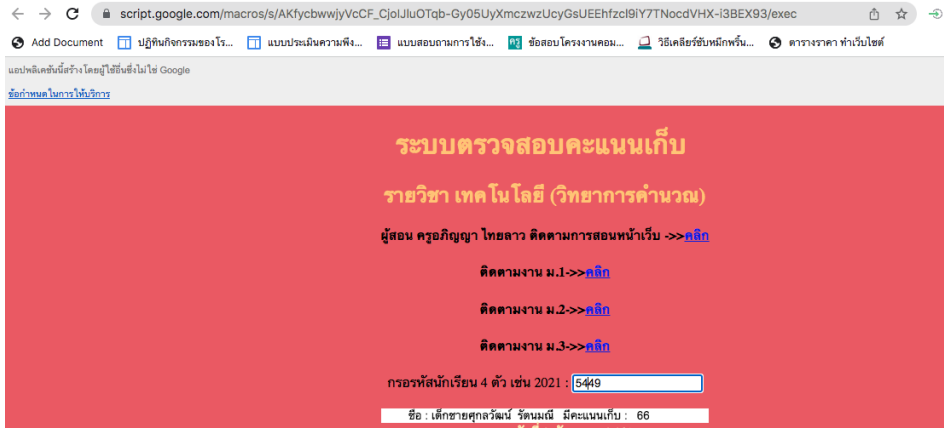 script.google.com/macros/s/AKfycbwwjyVcCF_CjolJluOTqb-Gy05UyXmczwzUcyGsUEEhfzcl9iY7TNocdVHX-i3BEX93/exec
Add Document ปฏิทินกิจกรรมของโร... แบบประเมินความพึง... แบบสอบถามการใช้ง... ครู ข้อสอบโครงงานคอม... วิธีเคลียร์ซับหมึกพริ้น... ตารางราคา ทำเว็บไซต์
แอปพลิเคชันนี้สร้างโดยผู้ใช้อื่นซึ่งไม่ใช่ Google
ข้อกำหนดในการให้บริการ
ระบบตรวจสอบคะแนนเก็บ
รายวิชา เทคโนโลยี (วิทยาการคำนวณ)
ผู้สอน ครูอภิญญา ไทยลาว ติดตามการสอนหน้าเว็บ ->>คลิก
ติดตามงาน ม.1->>คลิก
ติดตามงาน ม.2->>คลิก
ติดตามงาน ม.3->>คลิก
กรอรหัสนักเรียน 4 ตัว เช่น 2021 : 5449
ชือ : เด็กชายศุกลวัฒน์ รัตนมณี มีคะแนนเก็บ : 66